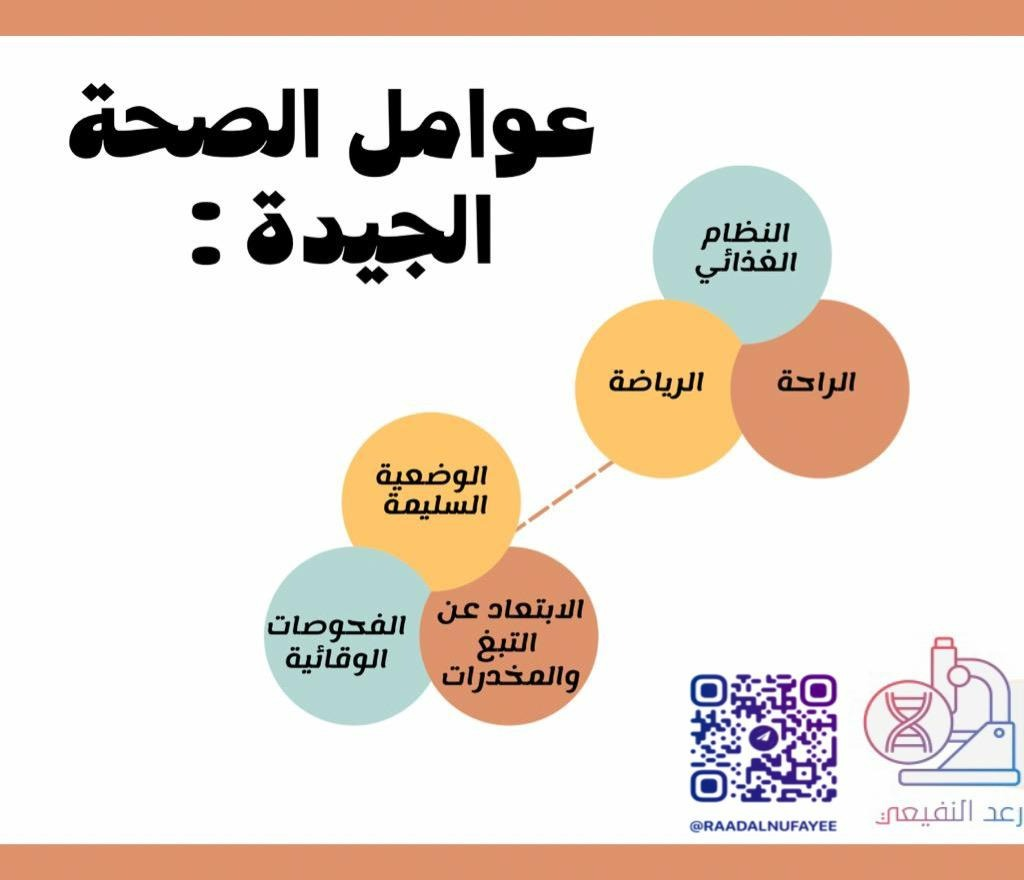 عوامل الصحة
الجيدة :
النظام
الغذائي
الراحة
الرياضة
الوضعية
السليمة
الابتعاد عن
التبغ
والمخدرات
الفحوصات
الوقائية
@RAADALNUFAYEE
رعد النفيعي